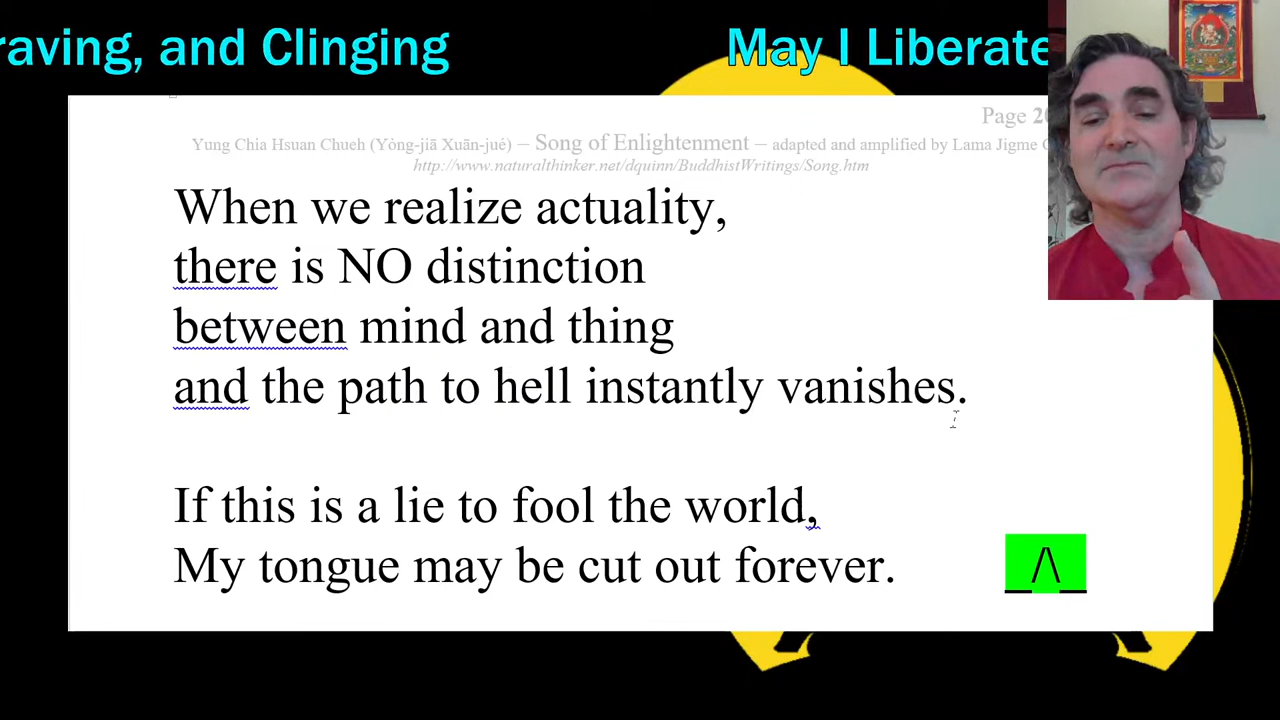 raving, and Clinging
May I Liberate
Page 20
Yung Chia Hsuan Chueh (Yòng-jiā Xuān-jué) – Song of Enlightenment – adapted and amplified by Lama Jigme
http://www.naturalthinker.net/dquinn/BuddhistWritings/Song.htm
When we realize actuality,
there is NO distinction
between mind and thing
and the path to hell instantly vanishes.
If this is a lie to fool the world,
My tongue may be cut out forever.
_/\_